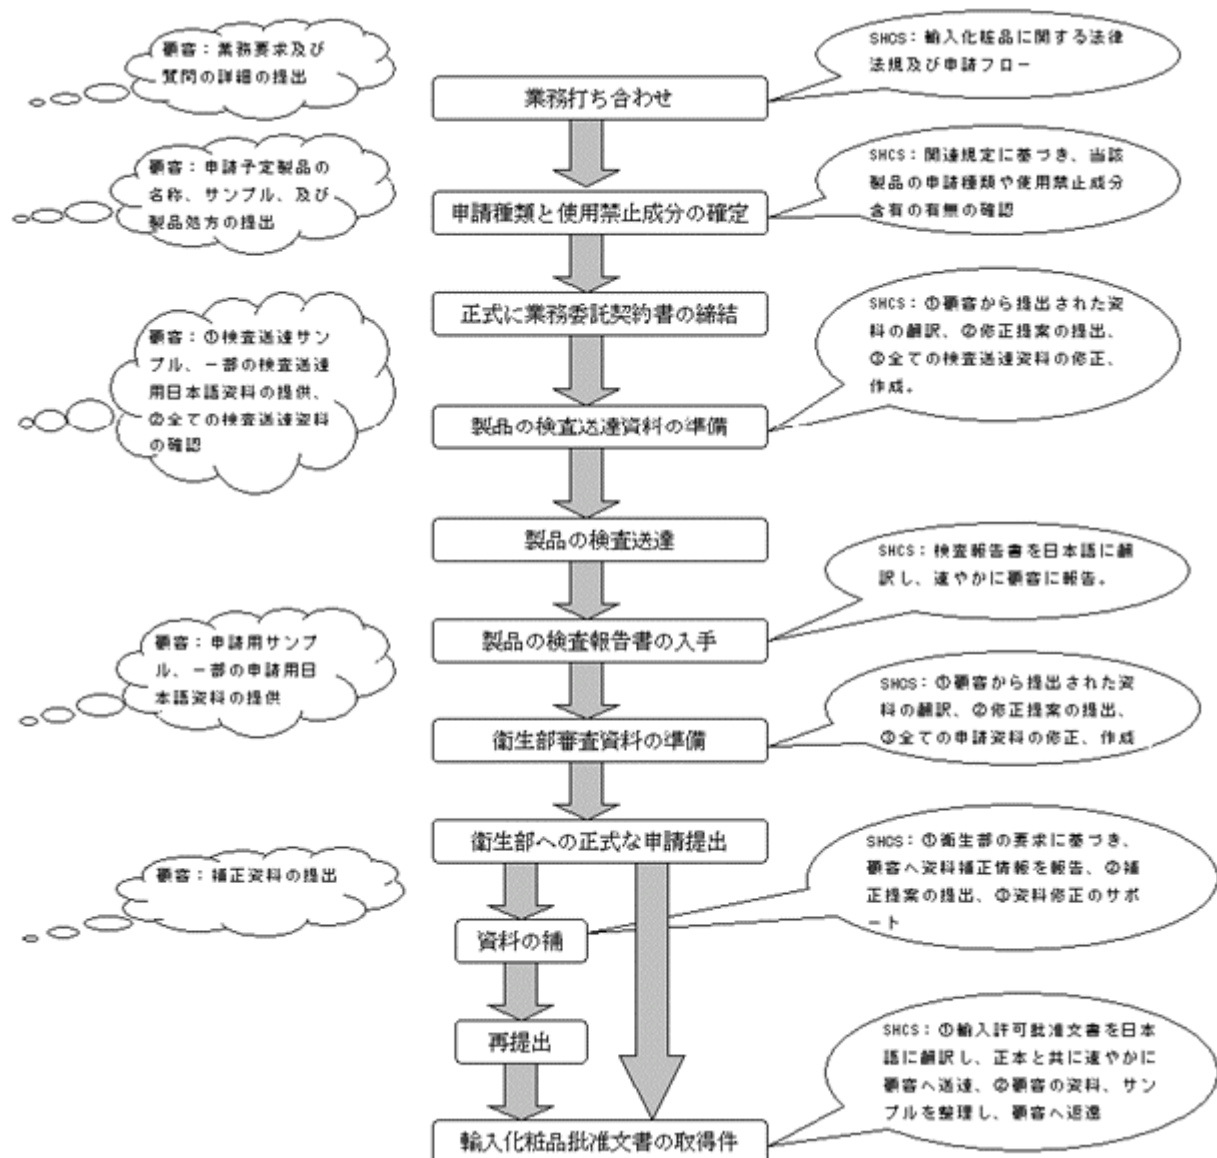 顧客：業務要求及び
質問の詳細の提出
SHCS：輸入化粧品に関する法律
法規及び申請フロー
業務打ち合わせ
顧客：申請予定製品の
名称、サンプル、及び
製品処方の提出
SHCS：関連規定に基づき、当該
製品の申請種類や使用禁止成分
含有の有無の確認
申請種類と使用禁止成分の確定
正式に業務委託契約書の締結
顧客：①検査送達サン
プル、一部の検査送達
用日本語資料の提供、
②全ての検査送達資料
の確認
SHCS：①顧客から提出された資
料の翻訳、②修正提案の提出、
③全ての検査送達資料の修正、
作成。
製品の検査送達資料の準備
製品の検査送達
SHCS：検査報告書を日本語に翻
訳し、速やかに顧客に報告。
製品の検査報告書の入手
顧客：申請用サンプ
ル、一部の申請用日
本語資料の提供
SHCS：①顧客から提出された資
料の翻訳、②修正提案の提出、
③全ての申請資料の修正、作成
衛生部審査資料の準備
衛生部への正式な申請提出
顧客：補正資料の提出
SHCS：①衛生部の要求に基づき、
顧客へ資料補正情報を報告、②補
正提案の提出、③資料修正のサポ
ート
資料の補
再提出
SHCS：①輸入許可批准文書を日本
語に翻訳し、正本と共に速やかに
顧客へ送達、②顧客の資料、サン
プルを整理し、顧客へ返還
輸入化粧品批准文書の取得件